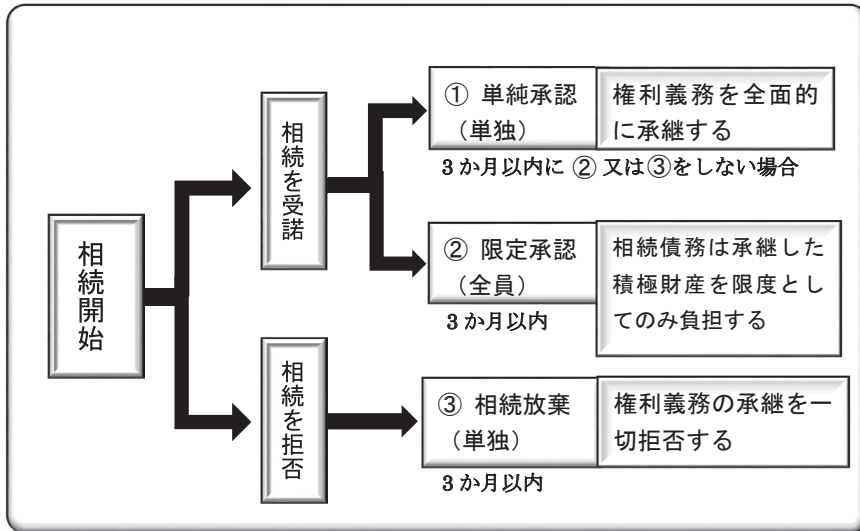 相続開始
相続を受諾
① 単純承認
（単独）
権利義務を全面的
に承継する
3か月以内に ② 又は③をしない場合
② 限定承認
（全員）
相続債務は承継した
積極財産を限度とし
てのみ負担する
3か月以内
相続を拒否
③ 相続放棄
（単独）
権利義務の承継を一
切拒否する
3か月以内